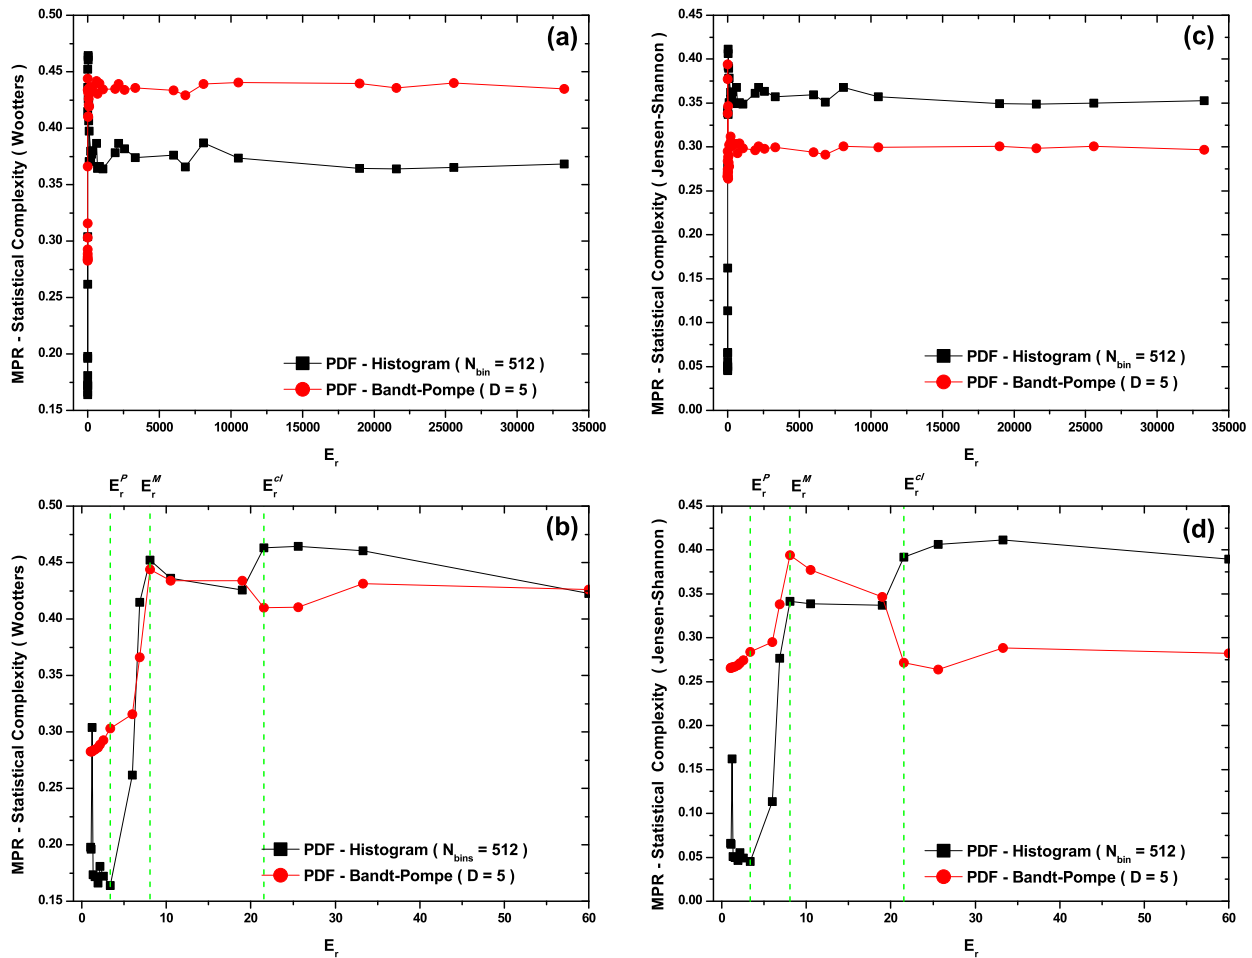 (a)
MPR - Statistical Complexity ( Wootters )
0.50
0.45
0.40
0.35
0.30
0.25
0.20
0.15
PDF - Histogram ( N_bin = 512 )
PDF - Bandt-Pompe ( D = 5 )
0 5000 10000 15000 20000 25000 30000 35000
E_r
(c)
MPR - Statistical Complexity ( Jensen-Shannon )
0.45
0.40
0.35
0.30
0.25
0.20
0.15
0.10
0.05
0.00
PDF - Histogram ( N_bin = 512 )
PDF - Bandt-Pompe ( D = 5 )
0 5000 10000 15000 20000 25000 30000 35000
E_r
E_r^P E_r^M E_r^cl
(b)
MPR - Statistical Complexity ( Wootters )
0.50
0.45
0.40
0.35
0.30
0.25
0.20
0.15
PDF - Histogram ( N_bins = 512 )
PDF - Bandt-Pompe ( D = 5 )
0 10 20 30 40 50 60
E_r
E_r^P E_r^M E_r^cl
(d)
MPR - Statistical Complexity ( Jensen-Shannon )
0.45
0.40
0.35
0.30
0.25
0.20
0.15
0.10
0.05
0.00
PDF - Histogram ( N_bin = 512 )
PDF - Bandt-Pompe ( D = 5 )
0 10 20 30 40 50 60
E_r